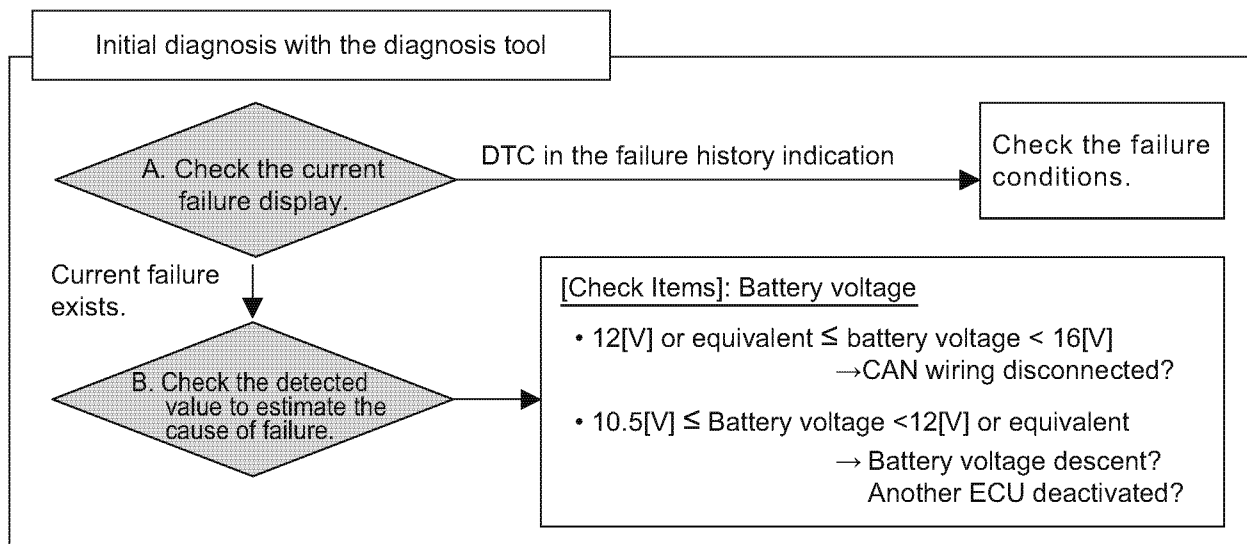 Initial diagnosis with the diagnosis tool
A. Check the current
failure display.
DTC in the failure history indication
Check the failure
conditions.
Current failure
exists.
B. Check the detected
value to estimate the
cause of failure.
[Check Items]: Battery voltage
• 12[V] or equivalent ≤ battery voltage < 16[V]
→CAN wiring disconnected?
• 10.5[V] ≤ Battery voltage <12[V] or equivalent
→ Battery voltage descent?
Another ECU deactivated?